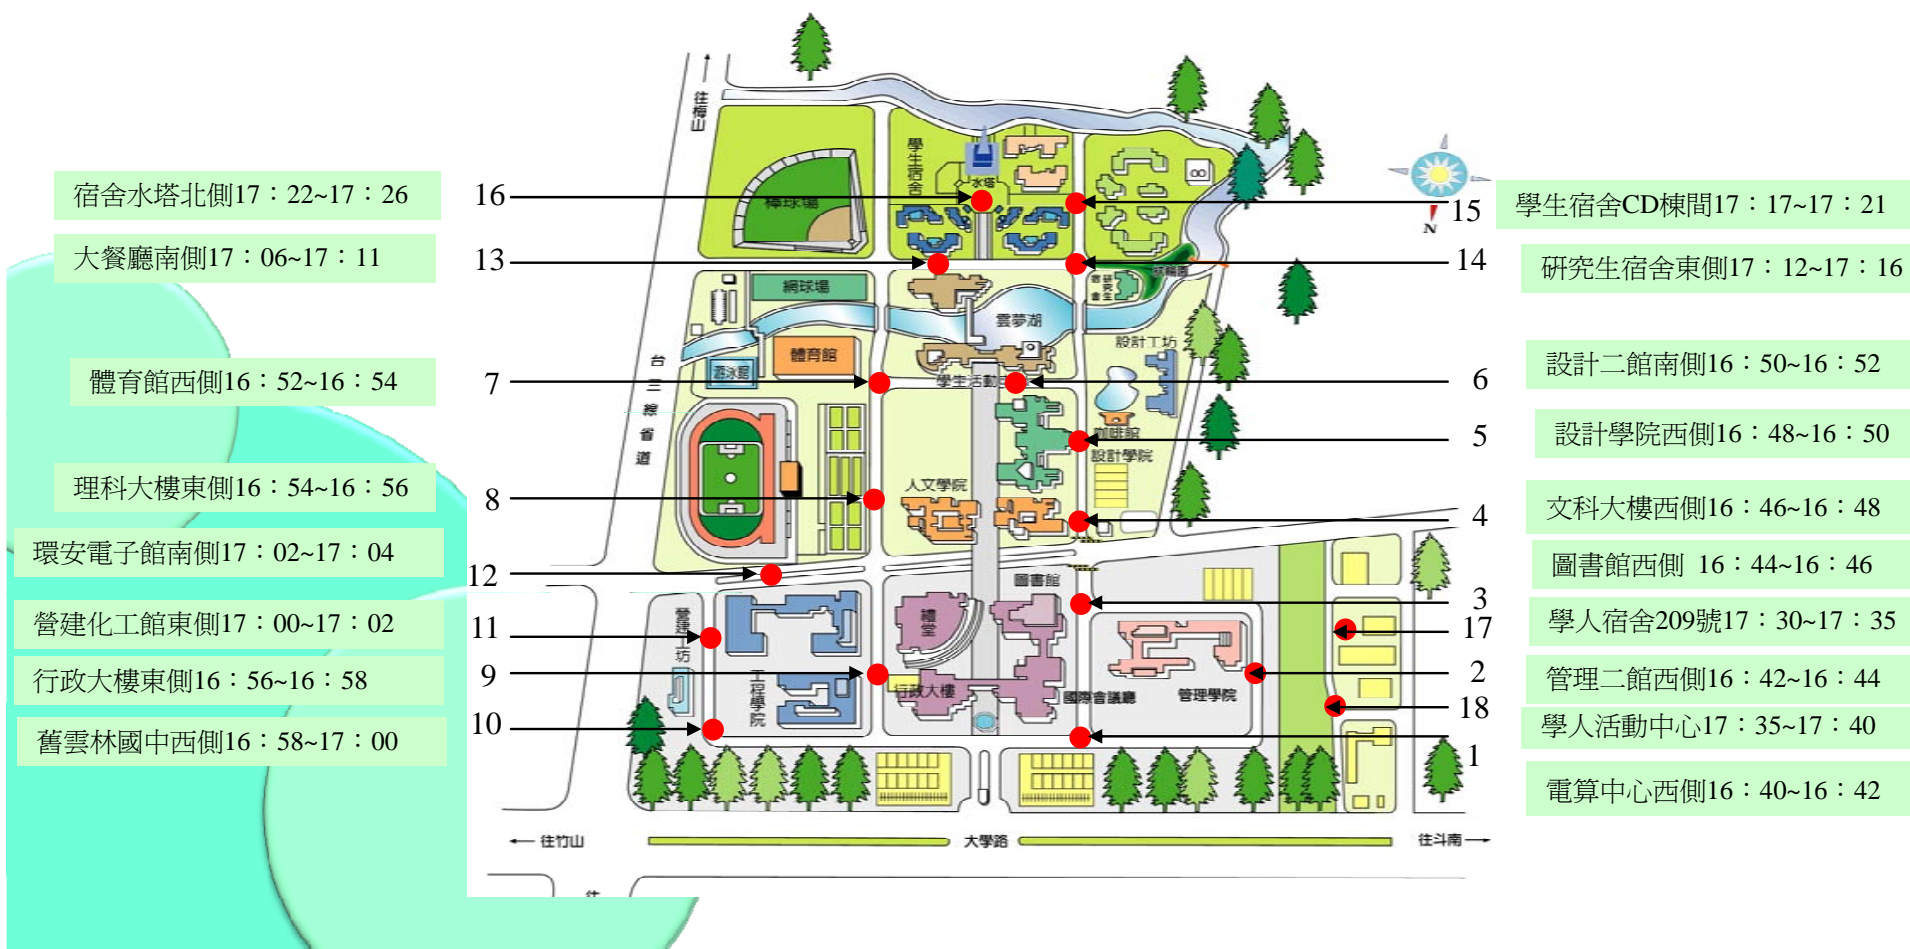 宿舍水塔北側17：22~17：26
大餐廳南側17：06~17：11
體育館西側16：52~16：54
理科大樓東側16：54~16：56
環安電子館南側17：02~17：04
營建化工館東側17：00~17：02
行政大樓東側16：56~16：58
舊雲林國中西側16：58~17：00
16
13
7
8
12
11
9
10
往梅山
學生宿舍
水塔
棒球場
網球場
雲夢湖
研究生宿舍
設計工坊
體育館
游泳館
學生活動
台三線省道
咖啡館
設計學院
人文學院
圖書館
營建工坊
禮堂
工程學院
行政大樓
國際會議廳
管理學院
往竹山
大學路
往斗南
N
15
14
6
5
4
3
17
2
18
1
學生宿舍CD棟間17：17~17：21
研究生宿舍東側17：12~17：16
設計二館南側16：50~16：52
設計學院西側16：48~16：50
文科大樓西側16：46~16：48
圖書館西側 16：44~16：46
學人宿舍209號17：30~17：35
管理二館西側16：42~16：44
學人活動中心17：35~17：40
電算中心西側16：40~16：42